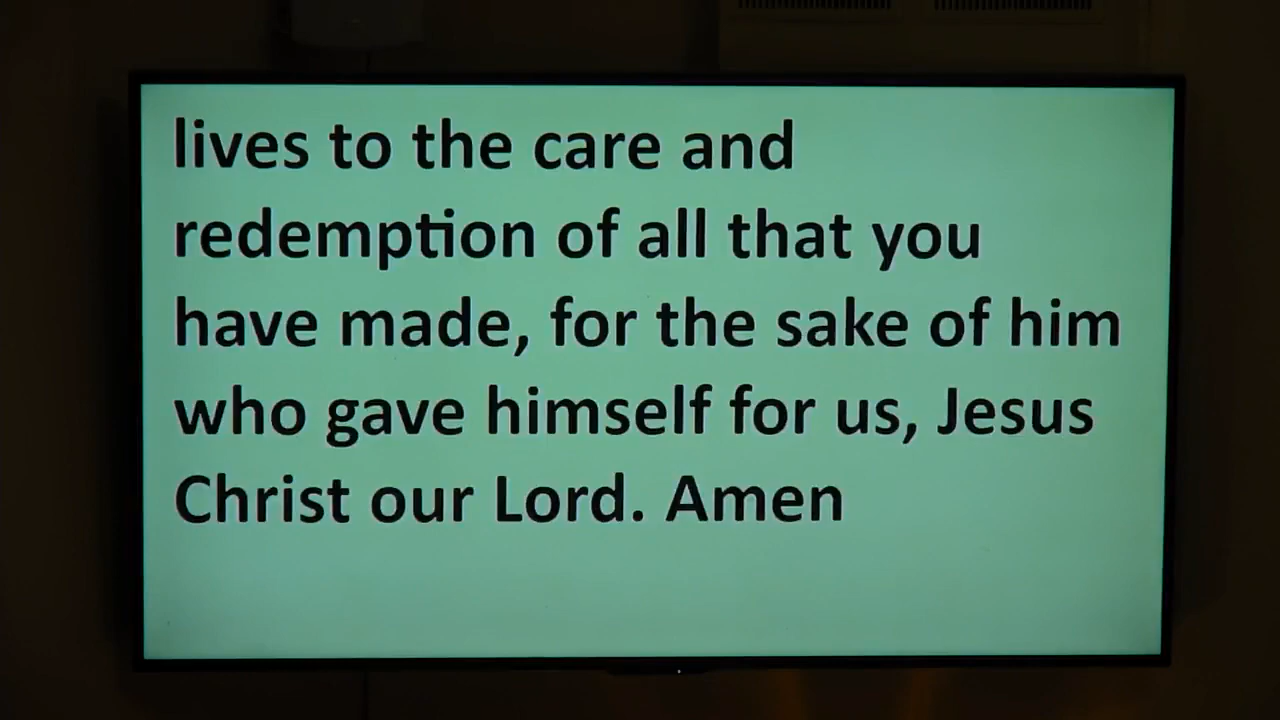 lives to the care and
redemption of all that you
have made, for the sake of him
who gave himself for us, Jesus
Christ our Lord. Amen